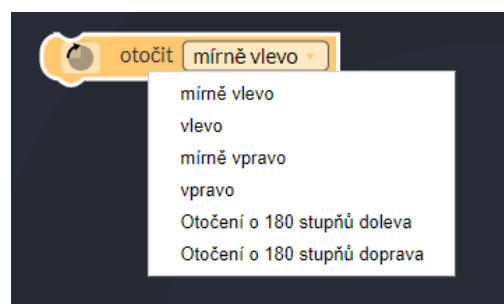 otočit mírně vlevo
mírně vlevo
vlevo
mírně vpravo
vpravo
Otočení o 180 stupňů doleva
Otočení o 180 stupňů doprava